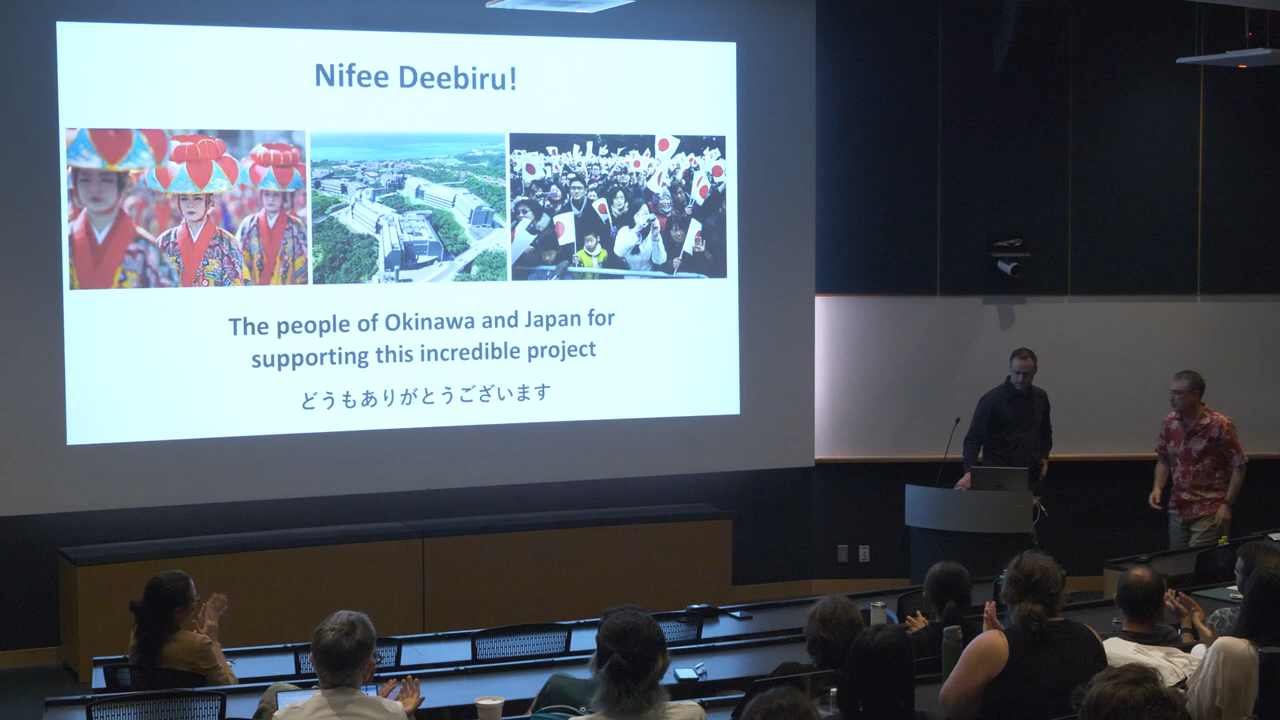 Nifee Deebiru!
The people of Okinawa and Japan for
supporting this incredible project
どうもありがとうございます